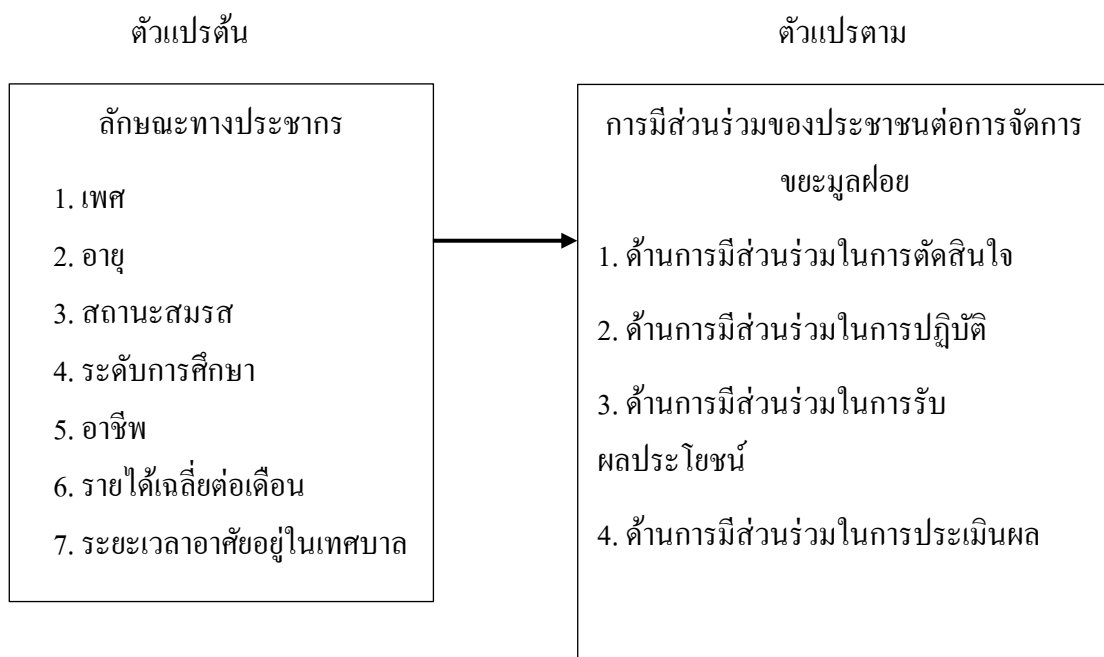 ตัวแปรต้น
ลักษณะทางประชากร
1. เพศ
2. อายุ
3. สถานะสมรส
4. ระดับการศึกษา
5. อาชีพ
6. รายได้เฉลี่ยต่อเดือน
7. ระยะเวลาอาศัยอยู่ในเทศบาล
ตัวแปรตาม
การมีส่วนร่วมของประชาชนต่อการจัดการ
ขยะมูลฝอย
1. ด้านการมีส่วนร่วมในการตัดสินใจ
2. ด้านการมีส่วนร่วมในการปฏิบัติ
3. ด้านการมีส่วนร่วมในการรับ
ผลประโยชน์
4. ด้านการมีส่วนร่วมในการประเมินผล